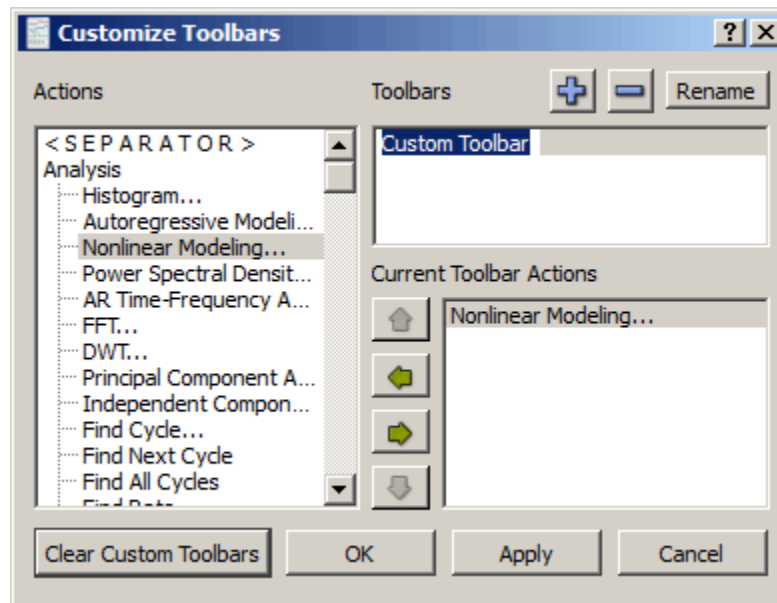 Customize Toolbars
Actions
Toolbars
Rename
< S E P A R A T O R >
Analysis
Histogram...
Autoregressive Modeli...
Nonlinear Modeling...
Power Spectral Densit...
AR Time-Frequency A...
FFT...
DWT...
Principal Component A...
Independent Compon...
Find Cycle...
Find Next Cycle
Find All Cycles
Custom Toolbar
Current Toolbar Actions
Nonlinear Modeling...
Clear Custom Toolbars
OK
Apply
Cancel